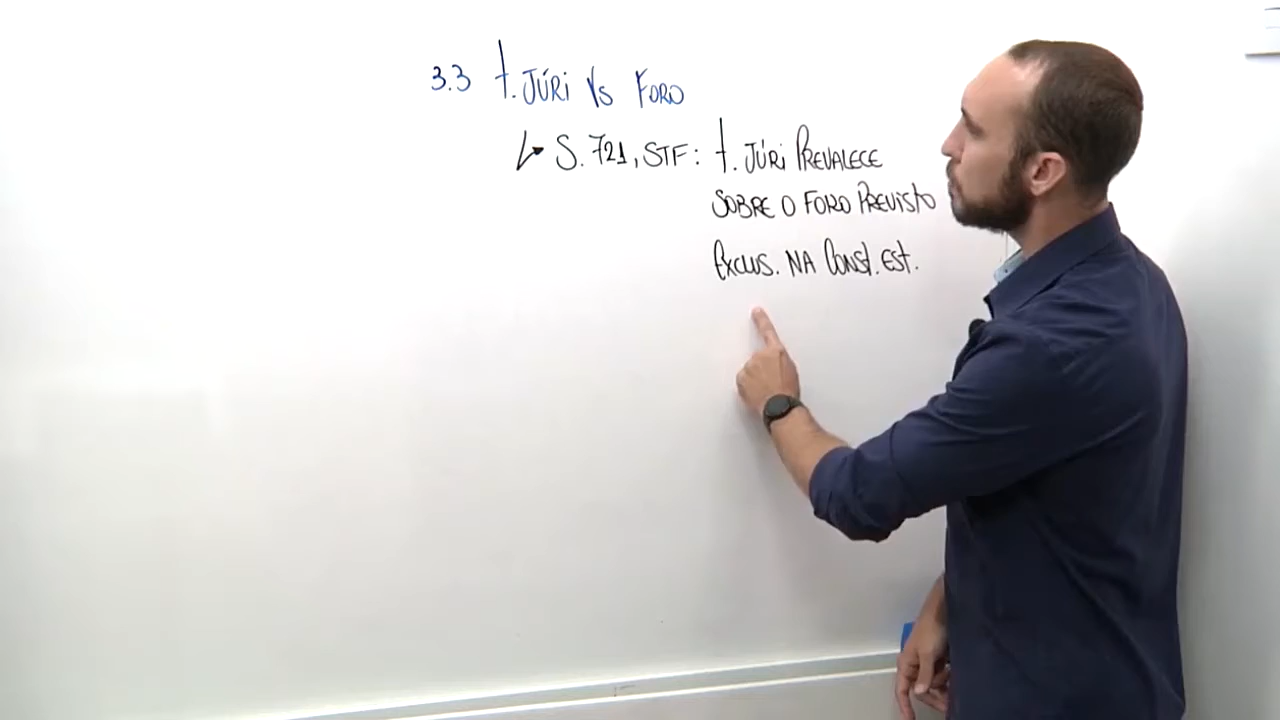 3.3 T. JÚRI VS FORO
↳ S. 721, STF: T. JÚRI PREVALECE
SOBRE O FORO PREVISTO
EXCLUS. NA CONST. EST.